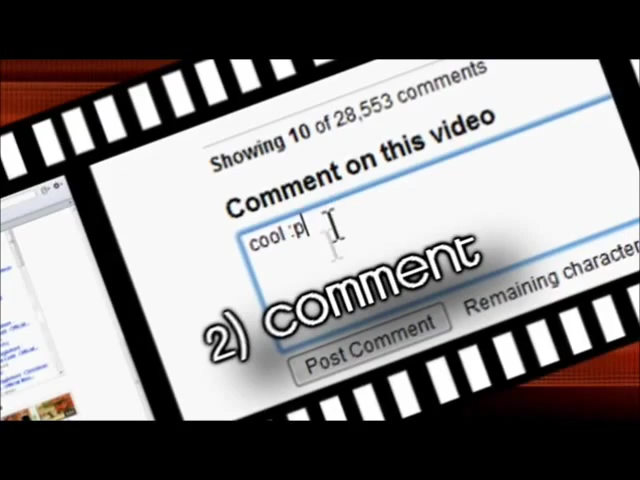 Showing 10 of 28,553 comments
Comment on this video
cool :p
2) comment
Post Comment
Remaining character